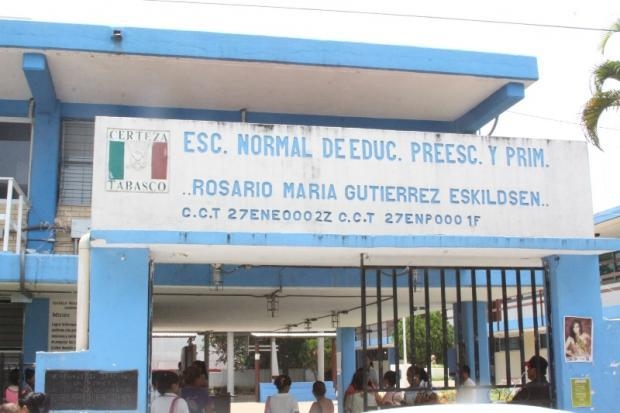 CERTEZA
TABASCO
ESC. NORMAL DE EDUC. PREESC. Y PRIM.
..ROSARIO MARIA GUTIERREZ ESKILDSEN..
C.C.T 27ENE0002Z C.C.T 27ENP0001F